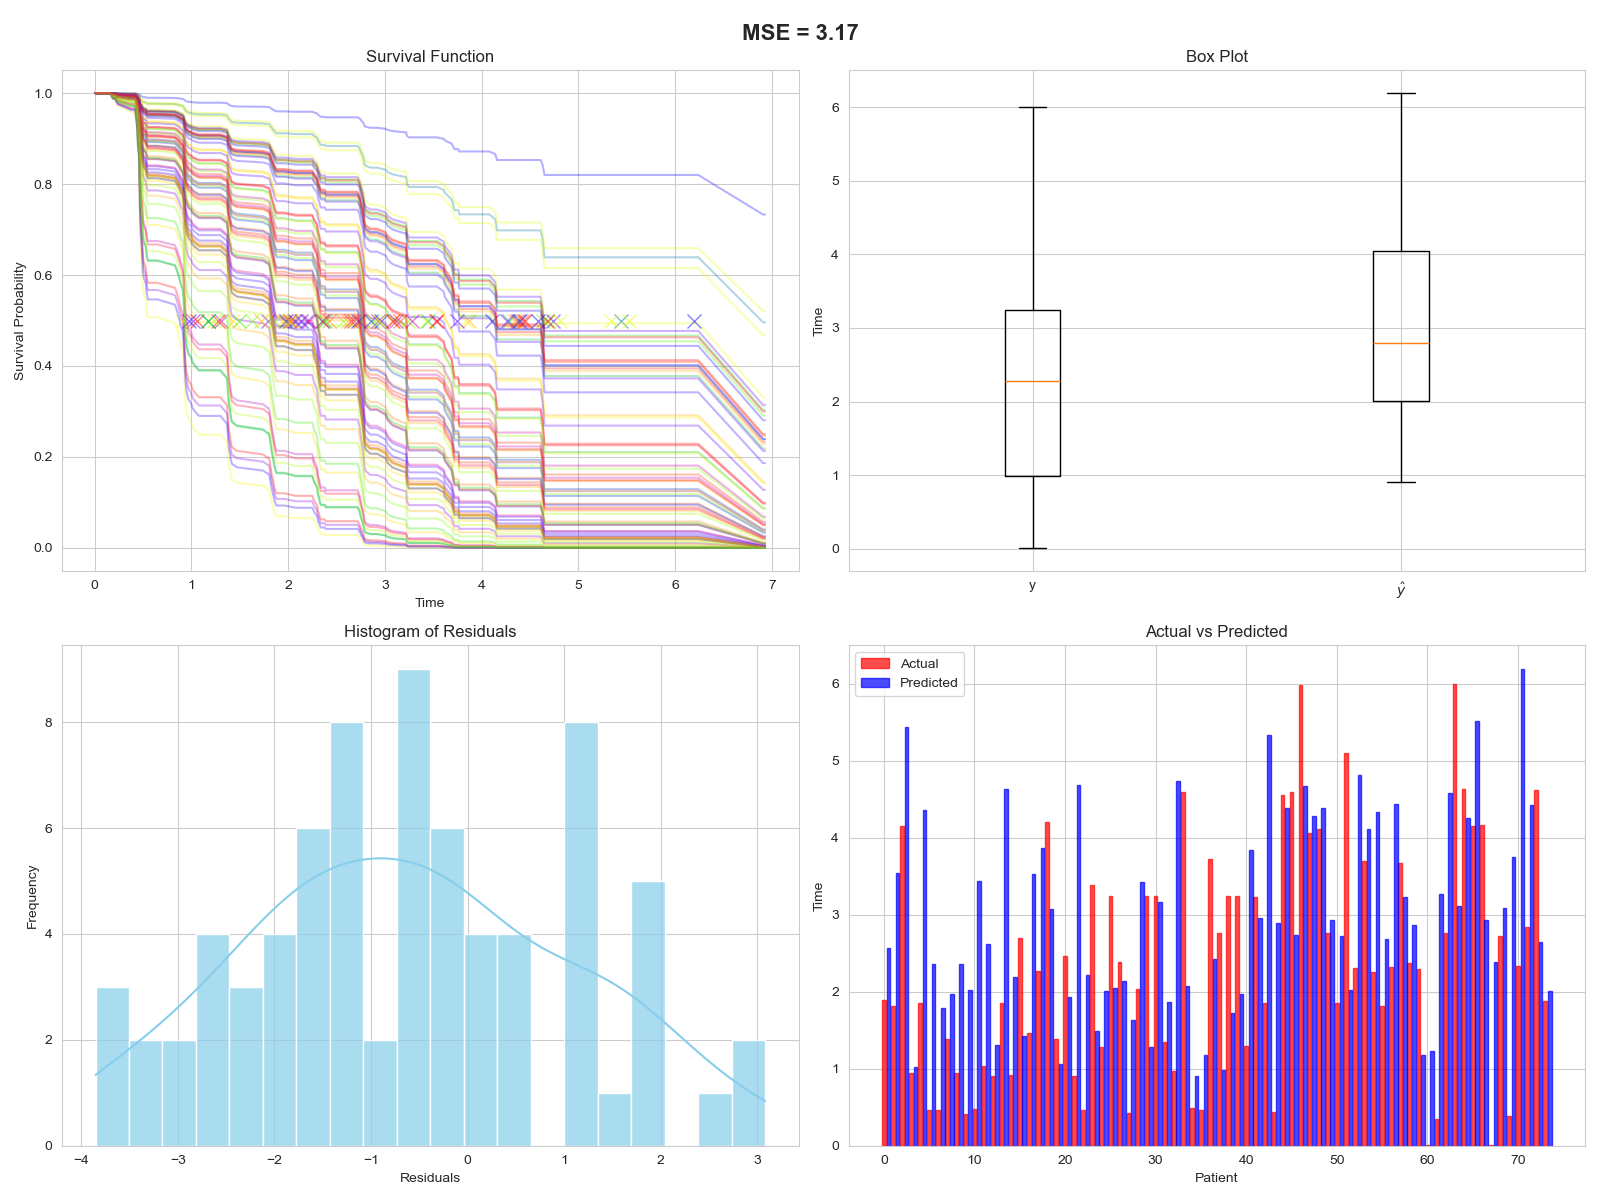 MSE = 3.17
Survival Function
Survival Probability
1.0
0.8
0.6
0.4
0.2
0.0
0 1 2 3 4 5 6 7
Time
Box Plot
Time
6
5
4
3
2
1
0
y ŷ
Histogram of Residuals
Frequency
8
6
4
2
0
−4 −3 −2 −1 0 1 2 3
Residuals
Actual vs Predicted
Actual
Predicted
Time
6
5
4
3
2
1
0
0 10 20 30 40 50 60 70
Patient